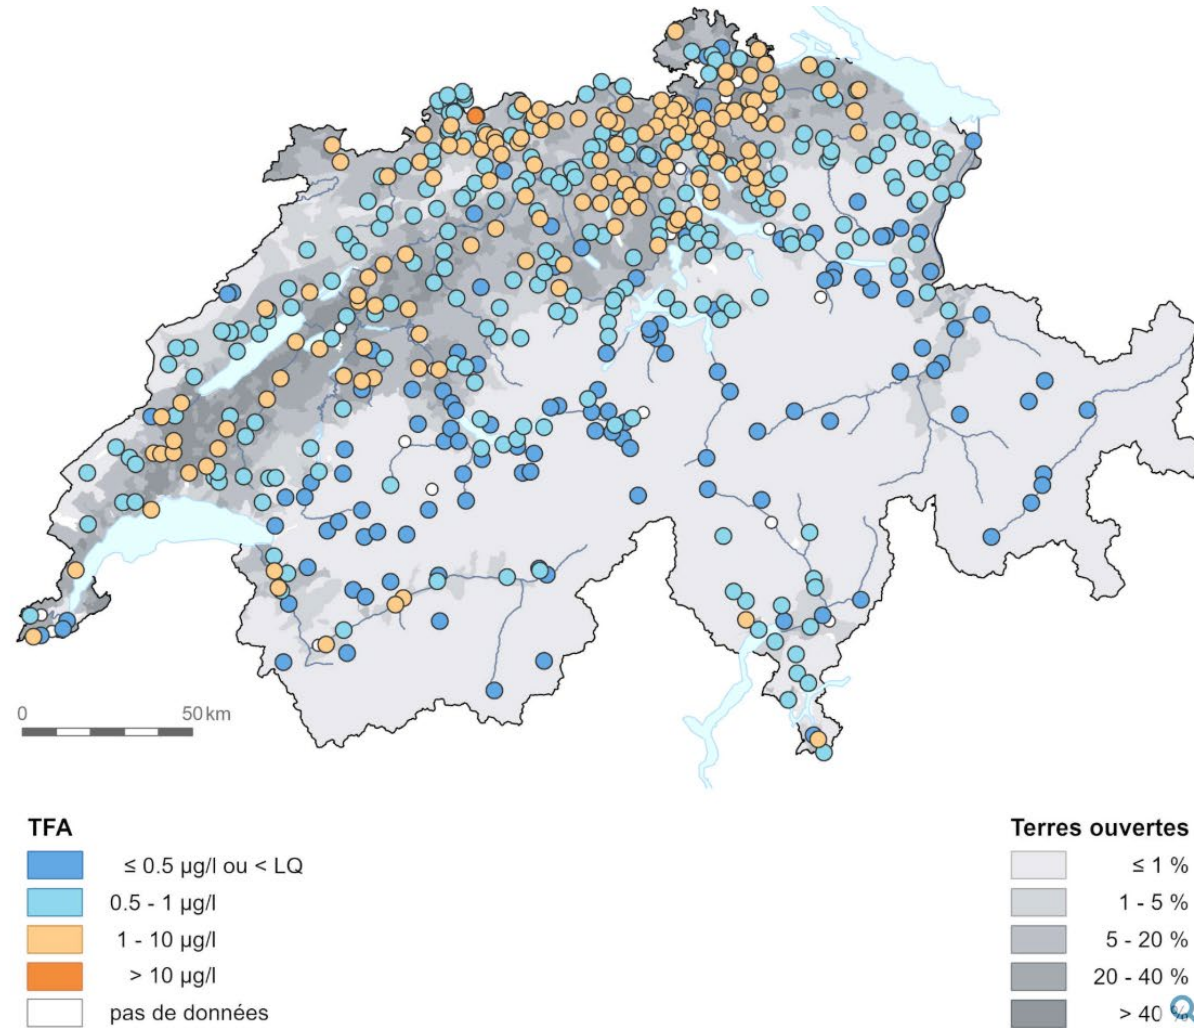 0 50 km
TFA
≤ 0.5 µg/l ou < LQ
0.5 - 1 µg/l
1 - 10 µg/l
> 10 µg/l
pas de données
Terres ouvertes
≤ 1 %
1 - 5 %
5 - 20 %
20 - 40 %
> 40 %